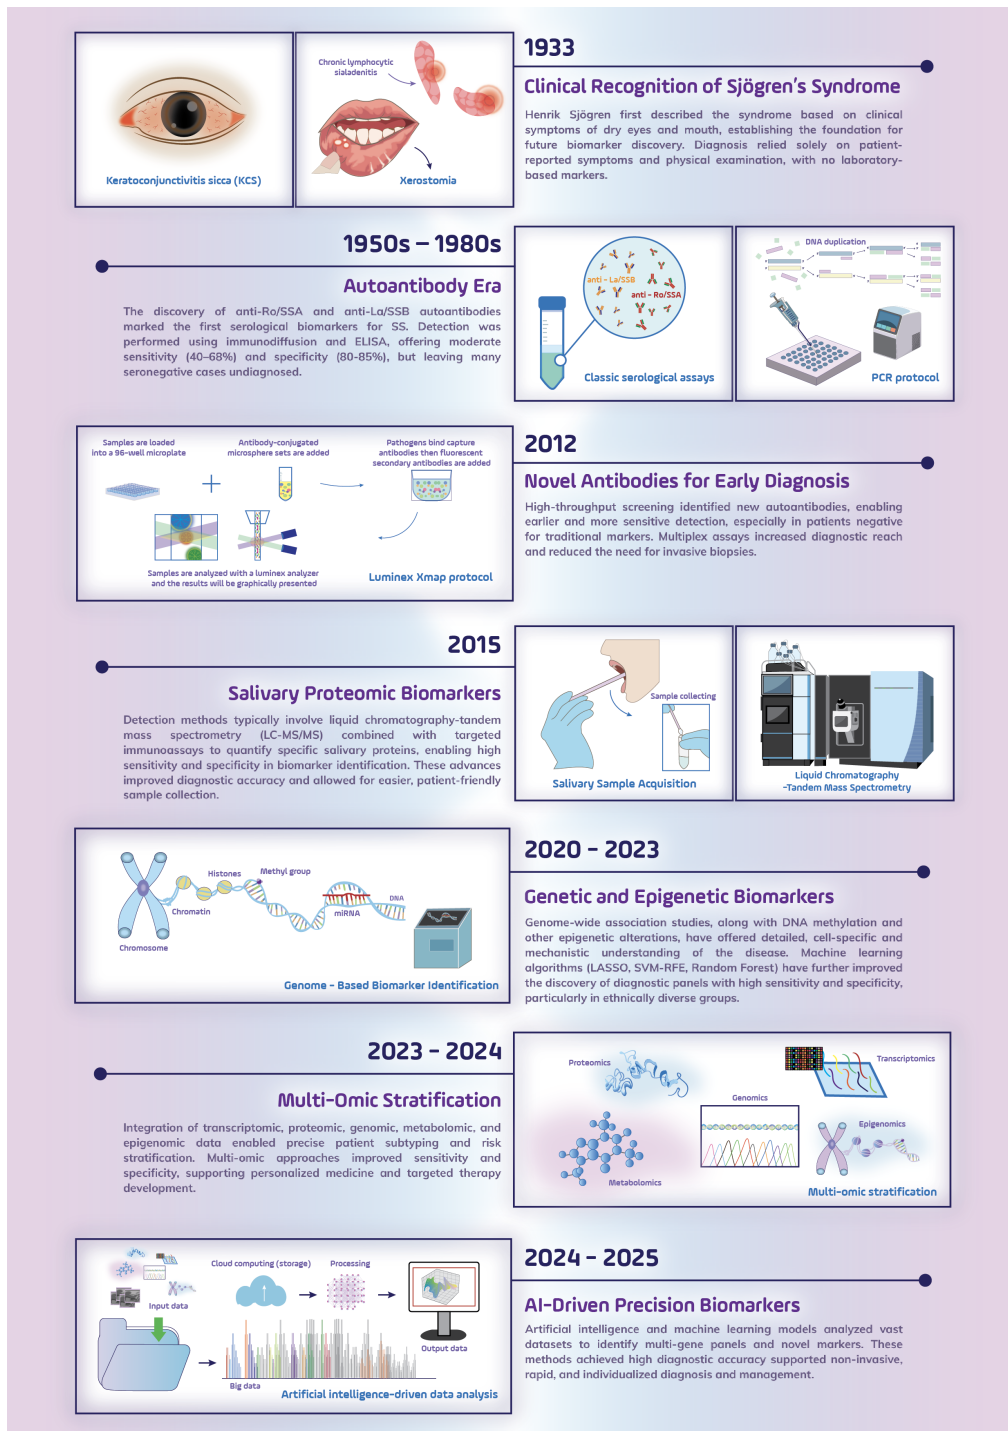 1933
Clinical Recognition of Sjögren's Syndrome
Henrik Sjögren first described the syndrome based on clinical
symptoms of dry eyes and mouth, establishing the foundation for
future biomarker discovery. Diagnosis relied solely on patient-
reported symptoms and physical examination, with no laboratory-
based markers.
Keratoconjunctivitis sicca (KCS)
Chronic lymphocytic
sialadenitis
Xerostomia
1950s – 1980s
Autoantibody Era
The discovery of anti-Ro/SSA and anti-La/SSB autoantibodies
marked the first serological biomarkers for SS. Detection was
performed using immunodiffusion and ELISA, offering moderate
sensitivity (40–68%) and specificity (80-85%), but leaving many
seronegative cases undiagnosed.
anti - La/SSB
anti - Ro/SSA
Classic serological assays
DNA duplication
PCR protocol
Samples are loaded
into a 96-well microplate
+
Antibody-conjugated
microsphere sets are added
Pathogens bind capture
antibodies then fluorescent
secondary antibodies are added
Samples are analyzed with a luminex analyzer
and the results will be graphically presented
Luminex Xmap protocol
2012
Novel Antibodies for Early Diagnosis
High-throughput screening identified new autoantibodies, enabling
earlier and more sensitive detection, especially in patients negative
for traditional markers. Multiplex assays increased diagnostic reach
and reduced the need for invasive biopsies.
2015
Salivary Proteomic Biomarkers
Detection methods typically involve liquid chromatography-tandem
mass spectrometry (LC-MS/MS) combined with targeted
immunoassays to quantify specific salivary proteins, enabling high
sensitivity and specificity in biomarker identification. These advances
improved diagnostic accuracy and allowed for easier, patient-friendly
sample collection.
Sample collecting
Salivary Sample Acquisition
Liquid Chromatography
-Tandem Mass Spectrometry
Histones
Methyl group
Chromatin
miRNA
DNA
Chromosome
Genome - Based Biomarker Identification
2020 – 2023
Genetic and Epigenetic Biomarkers
Genome-wide association studies, along with DNA methylation and
other epigenetic alterations, have offered detailed, cell-specific and
mechanistic understanding of the disease. Machine learning
algorithms (LASSO, SVM-RFE, Random Forest) have further improved
the discovery of diagnostic panels with high sensitivity and specificity,
particularly in ethnically diverse groups.
2023 – 2024
Multi-Omic Stratification
Integration of transcriptomic, proteomic, genomic, metabolomic, and
epigenomic data enabled precise patient subtyping and risk
stratification. Multi-omic approaches improved sensitivity and
specificity, supporting personalized medicine and targeted therapy
development.
Proteomics
Transcriptomics
Genomics
Epigenomics
Metabolomics
Multi-omic stratification
Cloud computing (storage)
Processing
Input data
Output data
Big data
Artificial intelligence-driven data analysis
2024 – 2025
AI-Driven Precision Biomarkers
Artificial intelligence and machine learning models analyzed vast
datasets to identify multi-gene panels and novel markers. These
methods achieved high diagnostic accuracy supported non-invasive,
rapid, and individualized diagnosis and management.